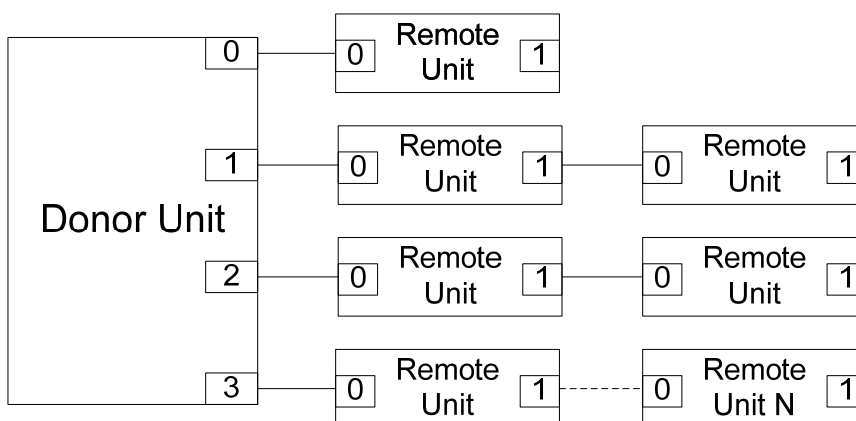 0 0 Remote 1
Unit
1 0 Remote 1 0 Remote 1
Unit Unit
Donor Unit
2 0 Remote 1 0 Remote 1
Unit Unit
3 0 Remote 1 0 Remote 1
Unit Unit N